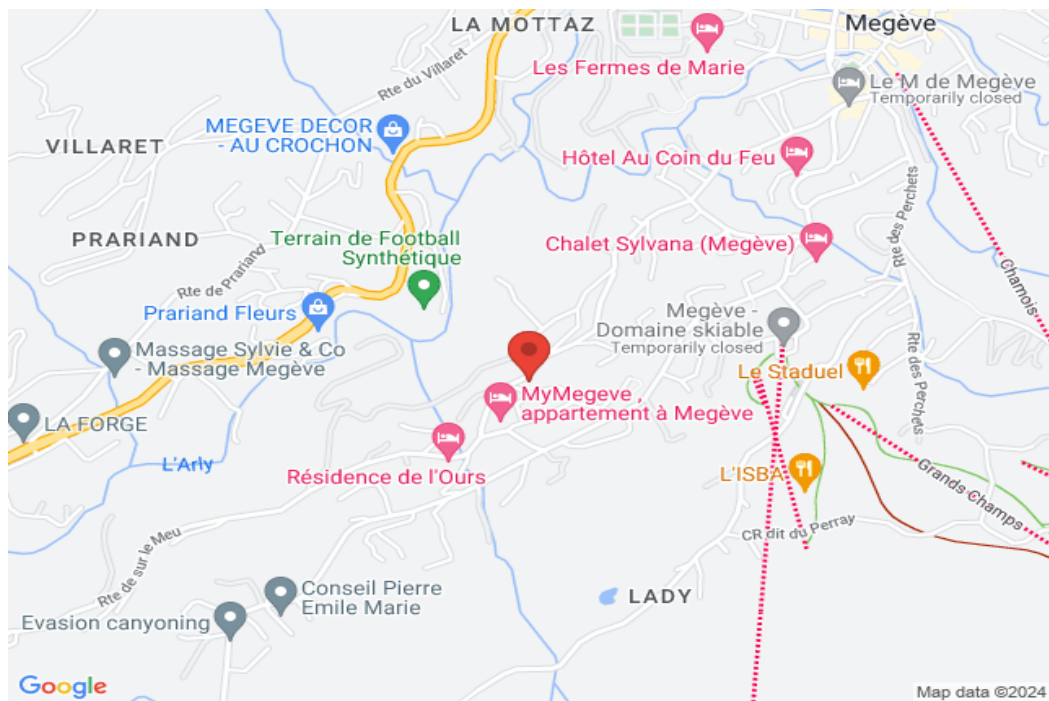 LA MOTTAZ
Megève
Les Fermes de Marie
Rte du Villaret
Le M de Megève
Temporarily closed
MEGEVE DECOR
- AU CROCHON
VILLARET
Hôtel Au Coin du Feu
Rte des Perchets
PRARIAND
Terrain de Football
Synthétique
Chalet Sylvana (Megève)
Chamois
Rte de Prariand
Prariand Fleurs
Megève -
Domaine skiable
Temporarily closed
Massage Sylvie & Co
- Massage Megève
Le Staduel
Rte des Perchets
MyMegeve ,
appartement à Megève
LA FORGE
L'Arly
Résidence de l'Ours
L'ISBA
Grands Champs
CR dit du Perray
Rte de sur le Meu
Conseil Pierre
Emile Marie
LADY
Evasion canyoning
Google
Map data ©2024